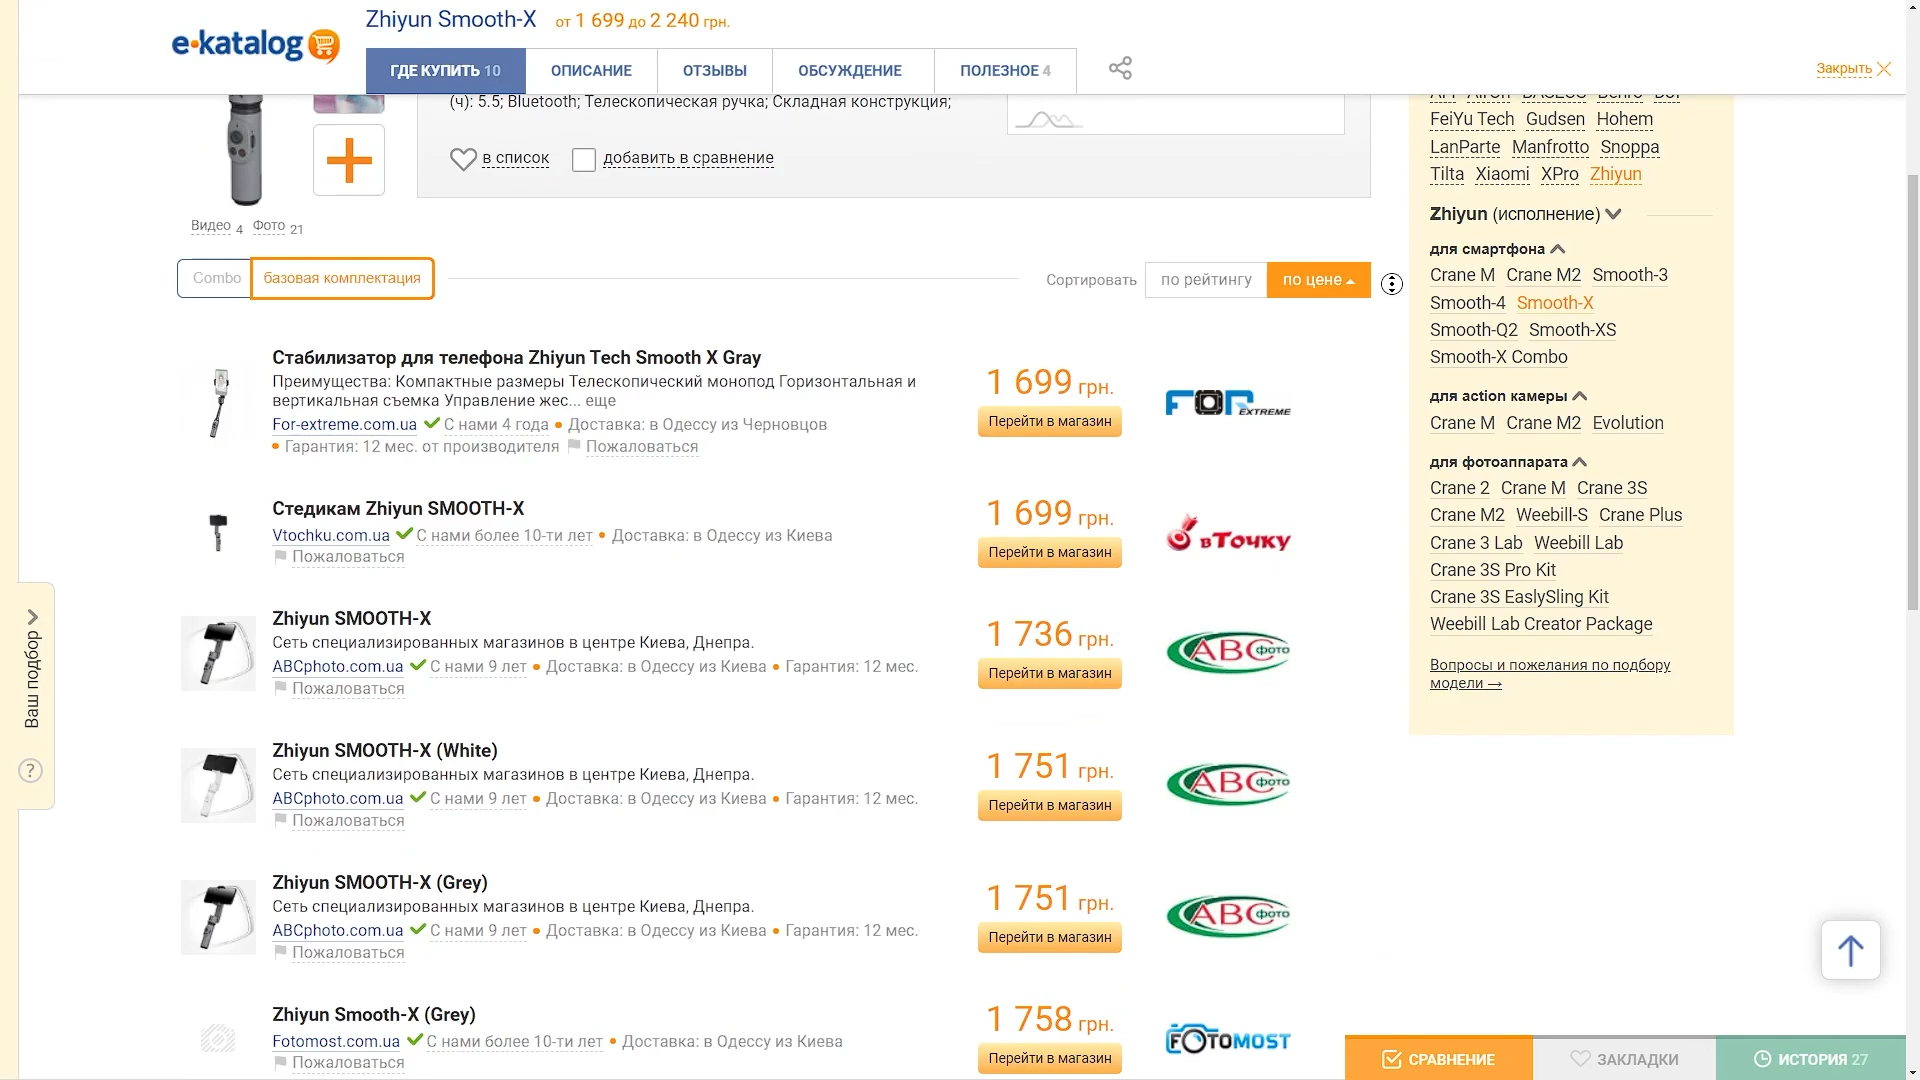 e-katalog
Zhiyun Smooth-X от 1 699 до 2 240 грн.
ГДЕ КУПИТЬ 10 ОПИСАНИЕ ОТЗЫВЫ ОБСУЖДЕНИЕ ПОЛЕЗНОЕ 4
Закрыть
(ч): 5.5; Bluetooth; Телескопическая ручка; Складная конструкция;
в список добавить в сравнение
Видео 4 Фото 21
Combo базовая комплектация
Сортировать по рейтингу по цене
Стабилизатор для телефона Zhiyun Tech Smooth X Gray
Преимущества: Компактные размеры Телескопический монопод Горизонтальная и
вертикальная съемка Управление жес... еще
For-extreme.com.ua С нами 4 года • Доставка: в Одессу из Черновцов
• Гарантия: 12 мес. от производителя Пожаловаться
1 699 грн.
Перейти в магазин
FOR EXTREME
Стедикам Zhiyun SMOOTH-X
Vtochku.com.ua С нами более 10-ти лет • Доставка: в Одессу из Киева
Пожаловаться
1 699 грн.
Перейти в магазин
вТочку
Zhiyun SMOOTH-X
Сеть специализированных магазинов в центре Киева, Днепра.
ABCphoto.com.ua С нами 9 лет • Доставка: в Одессу из Киева • Гарантия: 12 мес.
Пожаловаться
1 736 грн.
Перейти в магазин
ABC фото
Zhiyun SMOOTH-X (White)
Сеть специализированных магазинов в центре Киева, Днепра.
ABCphoto.com.ua С нами 9 лет • Доставка: в Одессу из Киева • Гарантия: 12 мес.
Пожаловаться
1 751 грн.
Перейти в магазин
ABC фото
Zhiyun SMOOTH-X (Grey)
Сеть специализированных магазинов в центре Киева, Днепра.
ABCphoto.com.ua С нами 9 лет • Доставка: в Одессу из Киева • Гарантия: 12 мес.
Пожаловаться
1 751 грн.
Перейти в магазин
ABC фото
Zhiyun Smooth-X (Grey)
Fotomost.com.ua С нами более 10-ти лет • Доставка: в Одессу из Киева
Пожаловаться
1 758 грн.
Перейти в магазин
FOTOMOST
FeiYu Tech Gudsen Hohem
LanParte Manfrotto Snoppa
Tilta Xiaomi XPro Zhiyun
Zhiyun (исполнение)
для смартфона
Crane M Crane M2 Smooth-3
Smooth-4 Smooth-X
Smooth-Q2 Smooth-XS
Smooth-X Combo
для action камеры
Crane M Crane M2 Evolution
для фотоаппарата
Crane 2 Crane M Crane 3S
Crane M2 Weebill-S Crane Plus
Crane 3 Lab Weebill Lab
Crane 3S Pro Kit
Crane 3S EaslySling Kit
Weebill Lab Creator Package
Вопросы и пожелания по подбору
модели →
Ваш подбор
?
СРАВНЕНИЕ ЗАКЛАДКИ ИСТОРИЯ 27